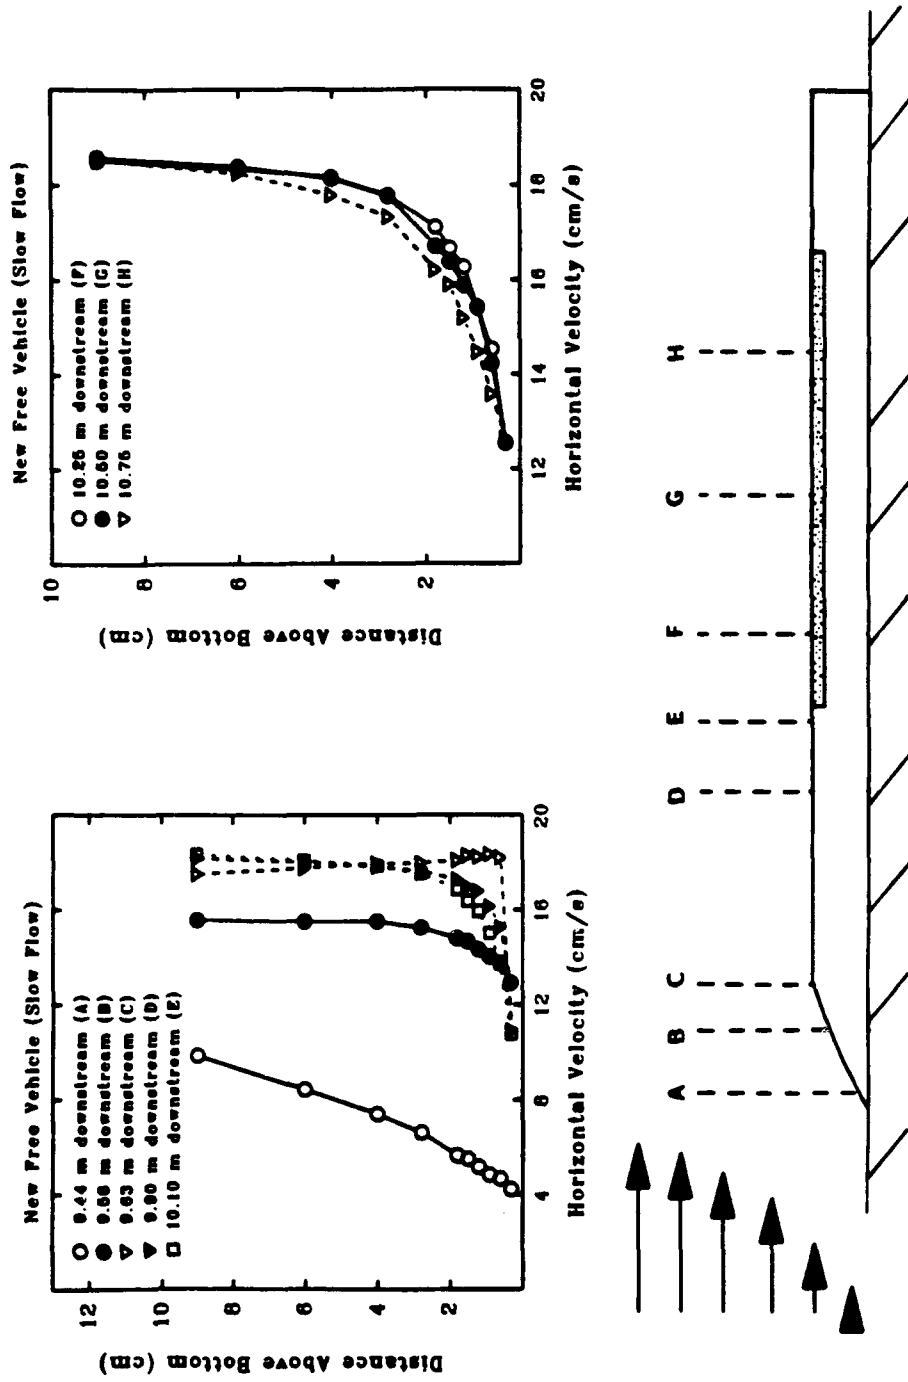 New Free Vehicle (Slow Flow)
Distance Above Bottom (cm)
12
10
8
6
4
2
9.44 m downstream (A)
9.56 m downstream (B)
9.63 m downstream (C)
9.90 m downstream (D)
10.10 m downstream (E)
4
8
12
16
20
Horizontal Velocity (cm/s)
New Free Vehicle (Slow Flow)
Distance Above Bottom (cm)
10
8
6
4
2
10.25 m downstream (F)
10.50 m downstream (G)
10.75 m downstream (H)
12
14
16
18
20
Horizontal Velocity (cm/s)
A
B
C
D
E
F
G
H